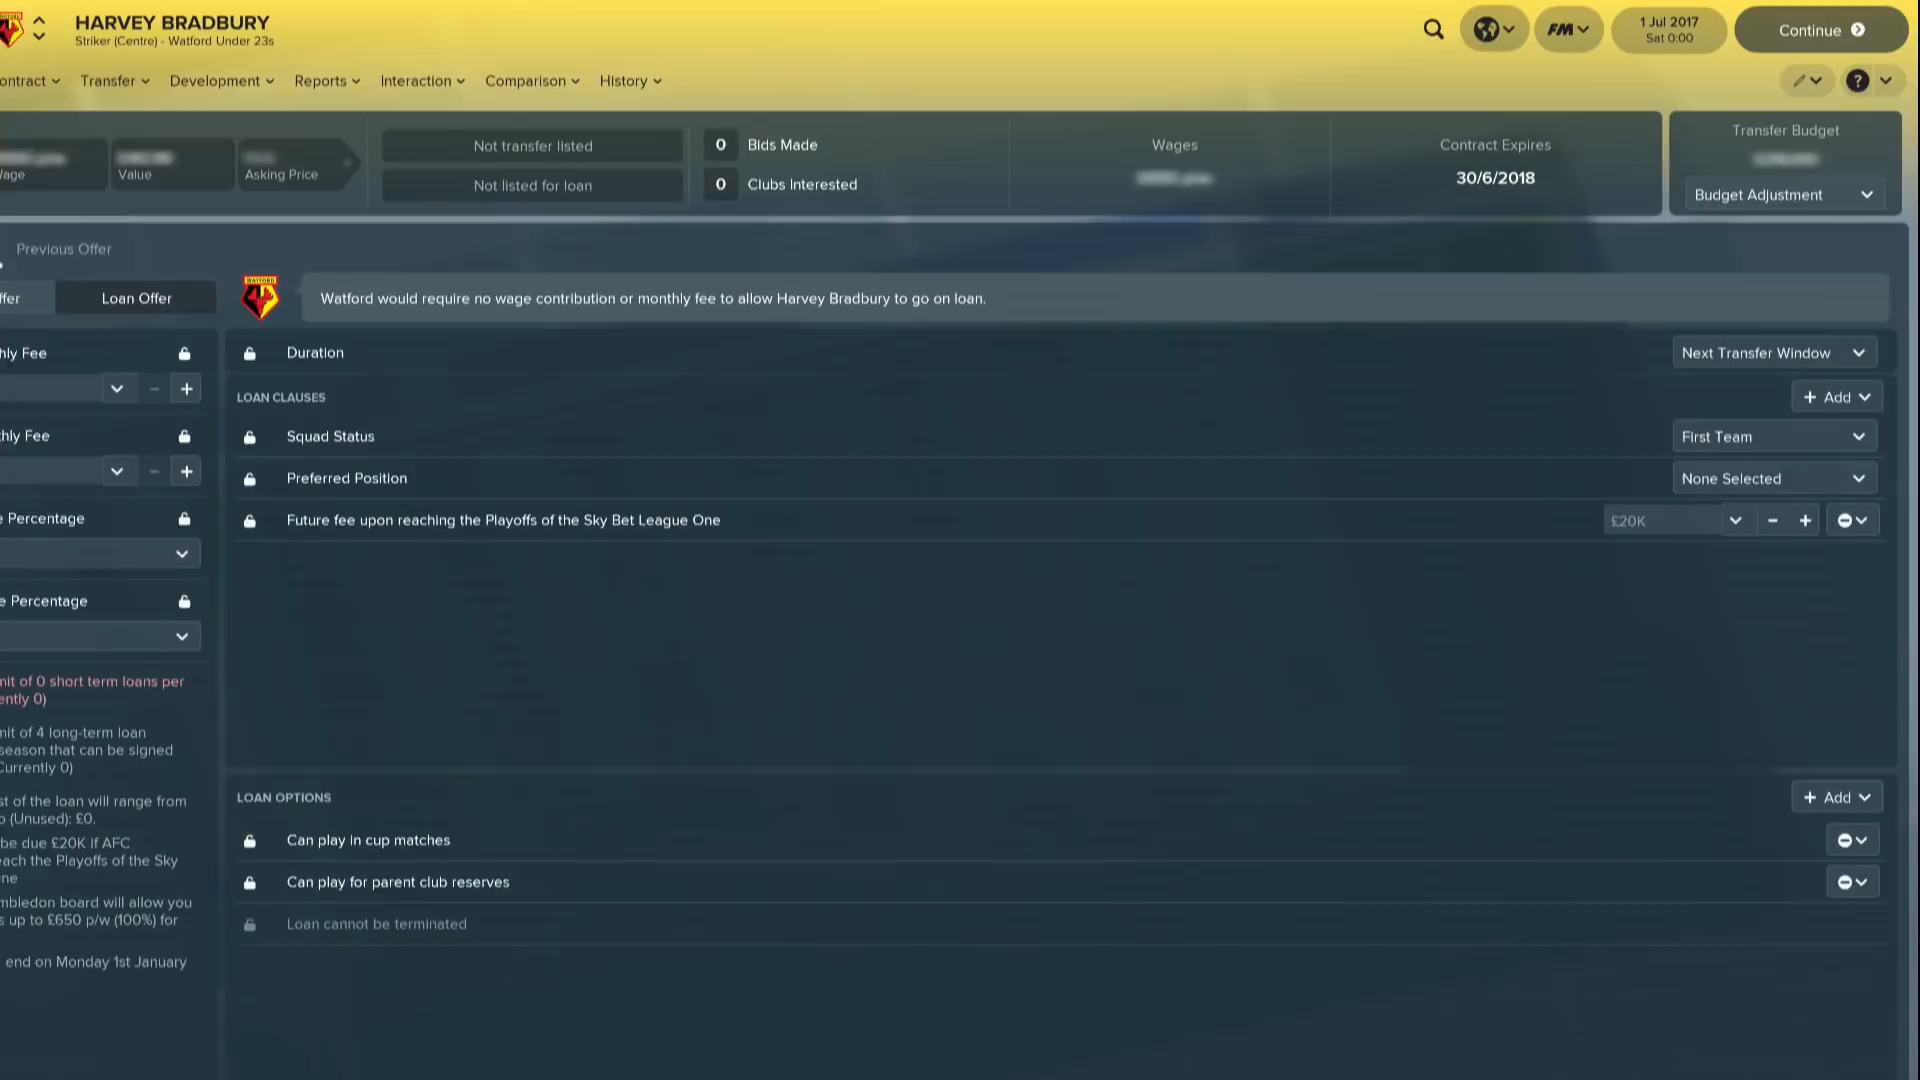 HARVEY BRADBURY
Striker (Centre) - Watford Under 23s
FM
1 Jul 2017
Sat 0:00
Continue
ontract
Transfer
Development
Reports
Interaction
Comparison
History
?
Value
Asking Price
Not transfer listed
Not listed for loan
0 Bids Made
0 Clubs Interested
Wages
Contract Expires
30/6/2018
Transfer Budget
Budget Adjustment
Previous Offer
ffer
Loan Offer
WATFORD
Watford would require no wage contribution or monthly fee to allow Harvey Bradbury to go on loan.
hly Fee
thly Fee
e Percentage
e Percentage
mit of 0 short term loans per
ently 0)
mit of 4 long-term loan
season that can be signed
Currently 0)
st of the loan will range from
o (Unused): £0.
be due £20K if AFC
each the Playoffs of the Sky
ne
mbledon board will allow you
s up to £650 p/w (100%) for
end on Monday 1st January
Duration
Next Transfer Window
LOAN CLAUSES
+ Add
Squad Status
First Team
Preferred Position
None Selected
Future fee upon reaching the Playoffs of the Sky Bet League One
£20K
LOAN OPTIONS
+ Add
Can play in cup matches
Can play for parent club reserves
Loan cannot be terminated